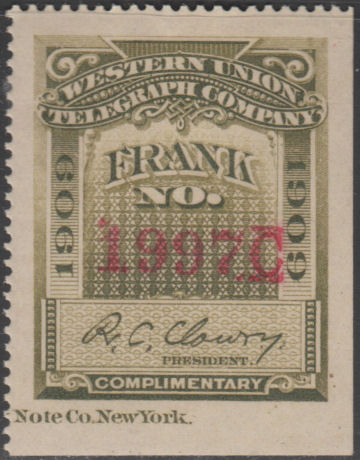 WESTERN UNION
TELEGRAPH COMPANY
FRANK
NO.
1909
1909
1997C
R. C. Clowry.
PRESIDENT.
COMPLIMENTARY
Note Co. New York.